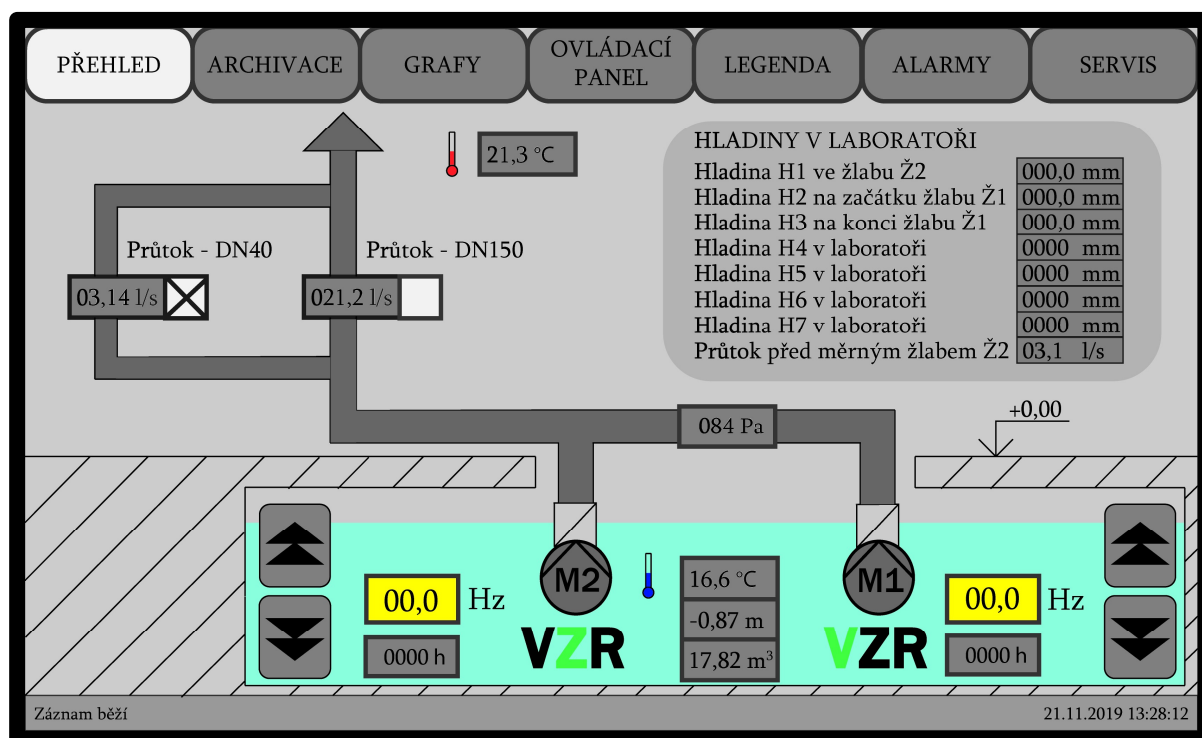 PŘEHLED
ARCHIVACE
GRAFY
OVLÁDACÍ
PANEL
LEGENDA
ALARMY
SERVIS
21,3 °C
HLADINY V LABORATOŘI
Hladina H1 ve žlabu Ž2 000,0 mm
Hladina H2 na začátku žlabu Ž1 000,0 mm
Hladina H3 na konci žlabu Ž1 000,0 mm
Hladina H4 v laboratoři 0000 mm
Hladina H5 v laboratoři 0000 mm
Hladina H6 v laboratoři 0000 mm
Hladina H7 v laboratoři 0000 mm
Průtok před měrným žlabem Ž2 03,1 l/s
Průtok - DN40
Průtok - DN150
03,14 l/s
021,2 l/s
084 Pa
+0,00
M2
M1
00,0 Hz
0000 h
VZR
16,6 °C
-0,87 m
17,82 m³
VZR
00,0 Hz
0000 h
Záznam běží
21.11.2019 13:28:12